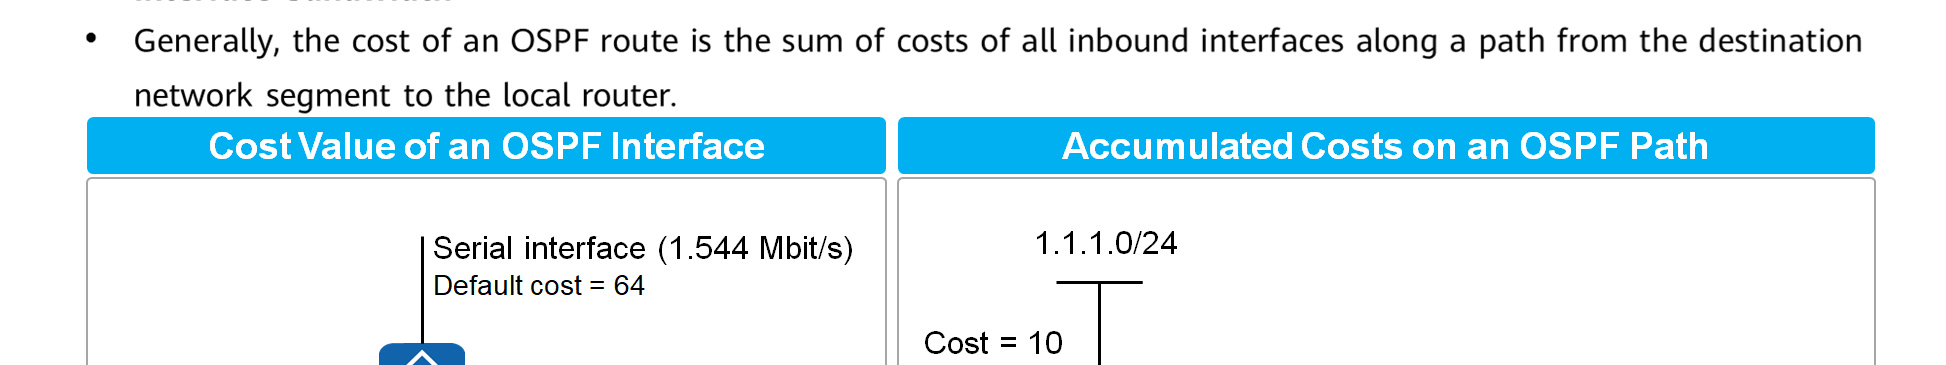 • Generally, the cost of an OSPF route is the sum of costs of all inbound interfaces along a path from the destination
network segment to the local router.
Cost Value of an OSPF Interface
Accumulated Costs on an OSPF Path
Serial interface (1.544 Mbit/s)
Default cost = 64
1.1.1.0/24
Cost = 10